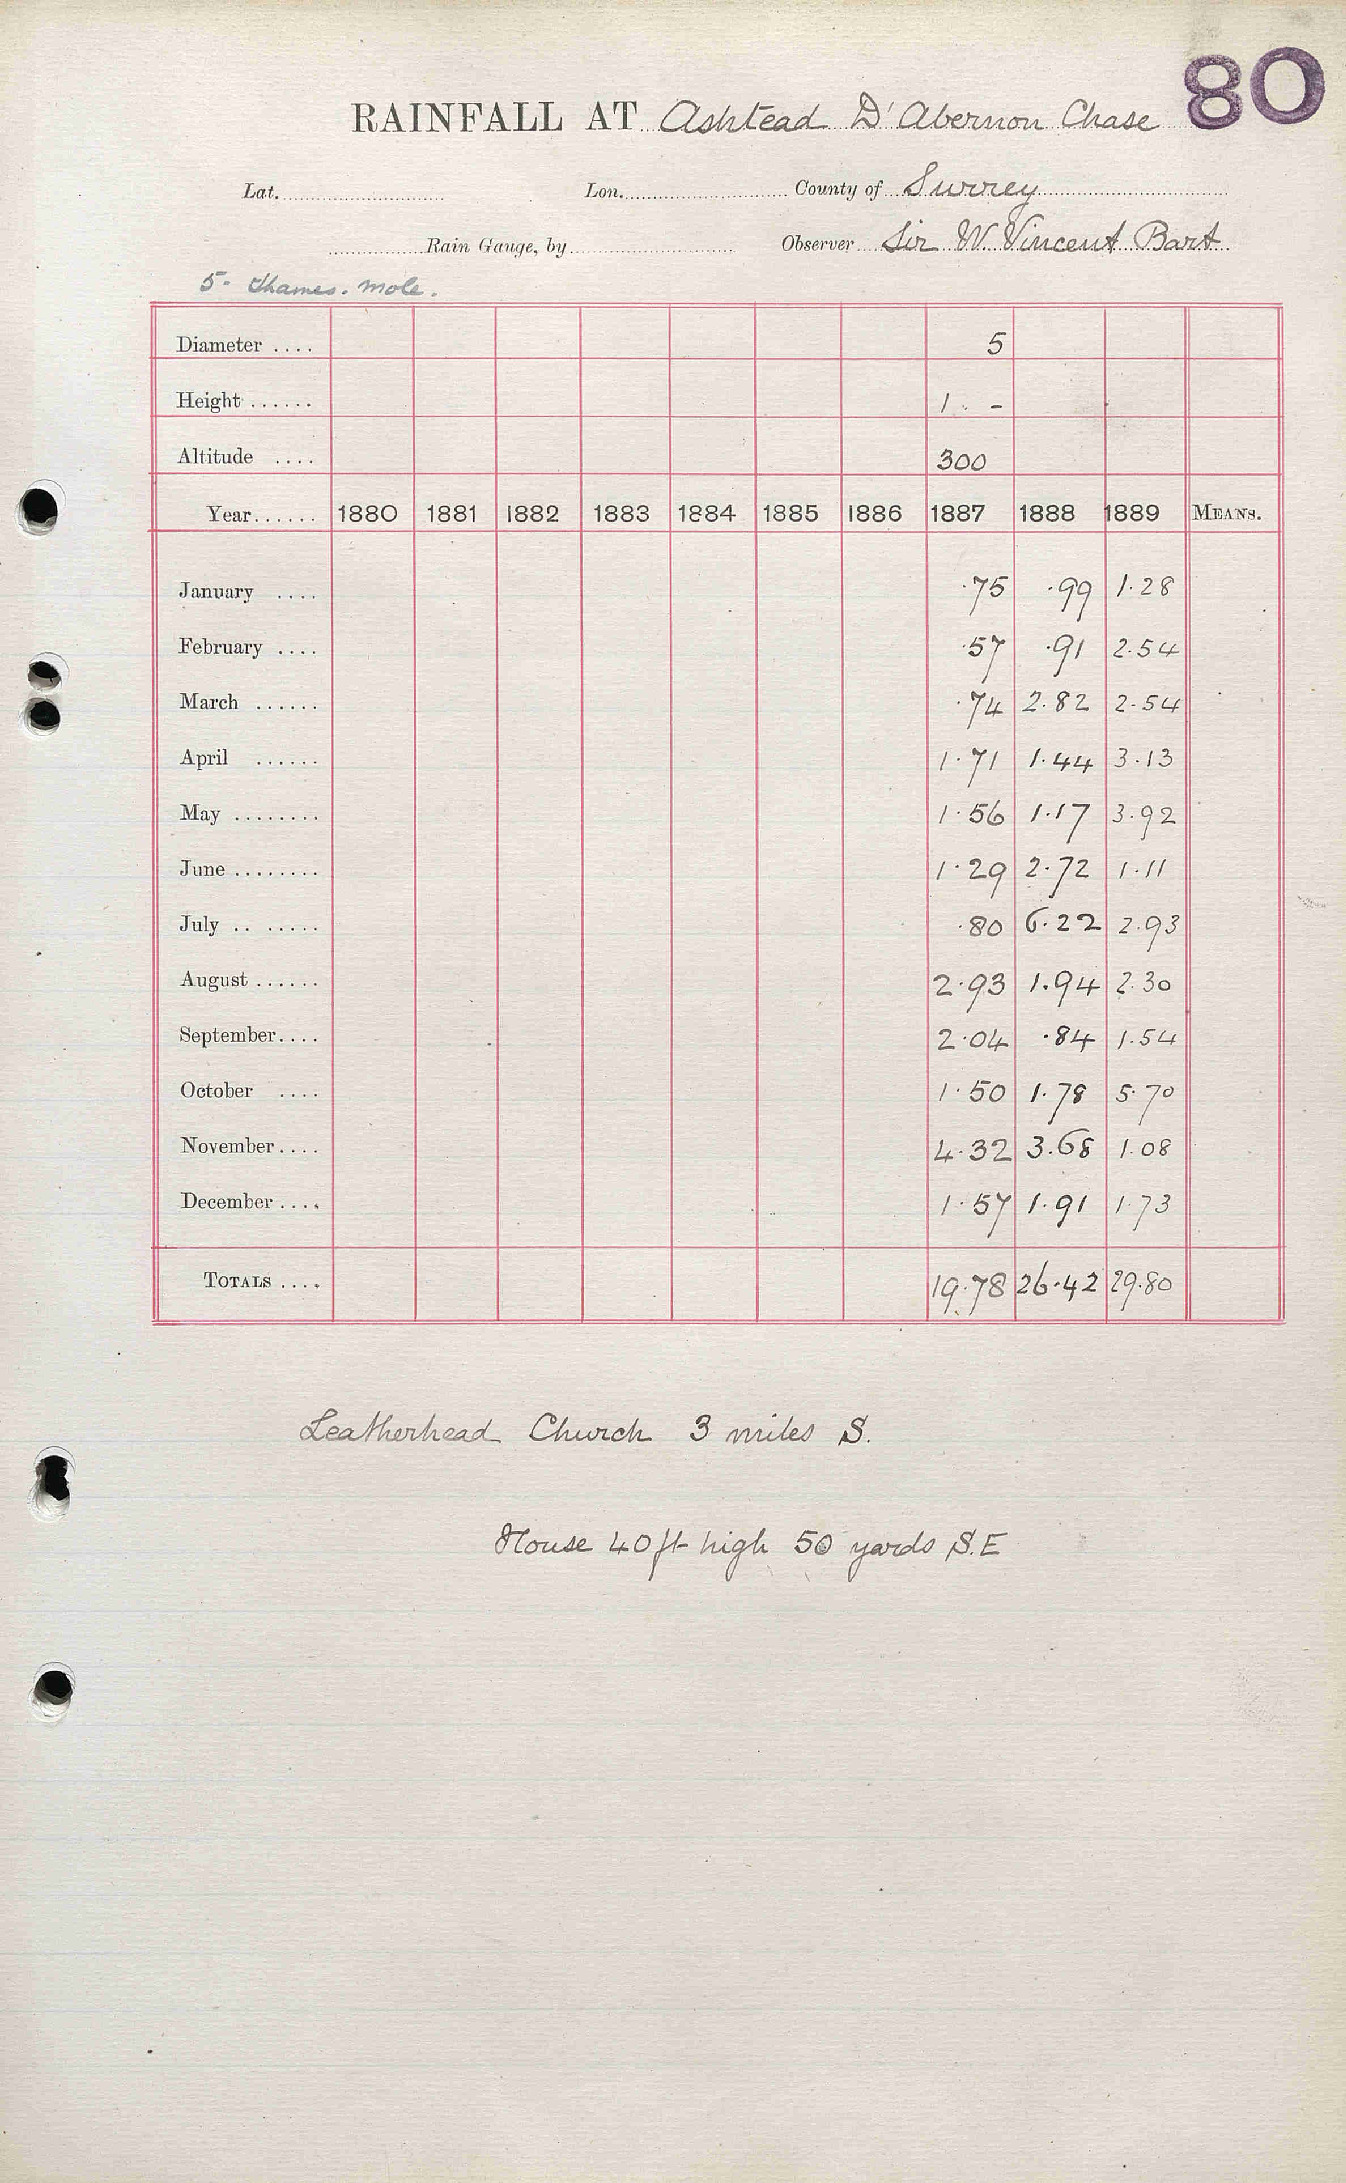 80
RAINFALL AT Ashtead D'Abernon Chase
Lat. Lon. County of Surrey
Rain Gauge, by Observer Sir W. Vincent Bart
5- Thames. Mole.
Diameter .... 5
Height ...... 1 . -
Altitude .... 300
Year...... 1880 1881 1882 1883 1884 1885 1886 1887 1888 1889 MEANS.
January .... .75 .99 1.28
February .... .57 .91 2.54
March ...... .74 2.82 2.54
April ...... 1.71 1.44 3.13
May ........ 1.56 1.17 3.92
June ........ 1.29 2.72 1.11
July .. ..... .80 6.22 2.93
August ...... 2.93 1.94 2.30
September.... 2.04 .84 1.54
October .... 1.50 1.78 5.70
November.... 4.32 3.68 1.08
December.... 1.57 1.91 1.73
TOTALS .... 19.78 26.42 29.80
Leatherhead Church 3 miles S.
House 40 ft high 50 yards S.E